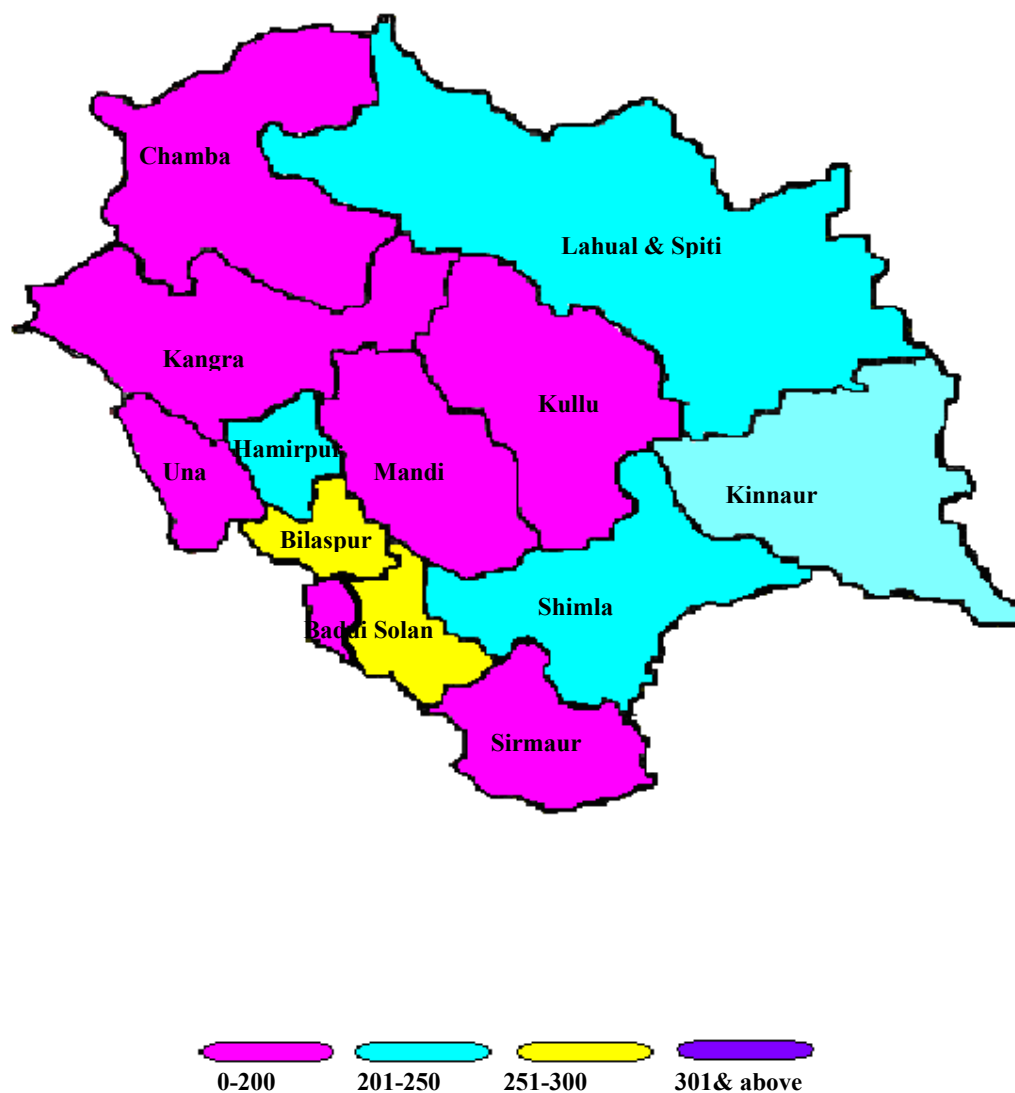 Chamba
Lahual & Spiti
Kangra
Kullu
Hamirpur
Una
Mandi
Kinnaur
Bilaspur
Shimla
Baddi Solan
Sirmaur
0-200 201-250 251-300 301& above